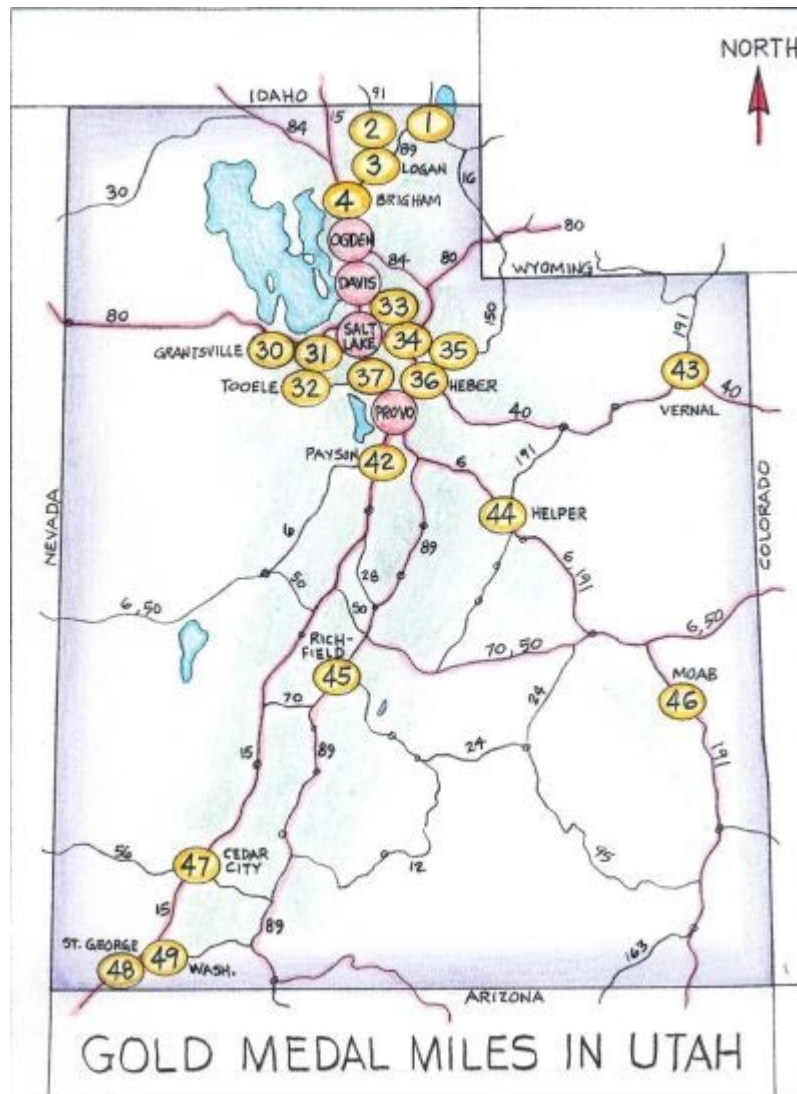 NORTH
IDAHO
91
15
84
2
1
89
3
LOGAN
16
30
4
BRIGHAM
OGDEN
80
84
80
WYOMING
DAVIS
33
150
80
SALT LAKE
34
191
GRANTSVILLE
30
31
35
TOOELE
32
37
36
HEBER
43
40
VERNAL
PROVO
40
PAYSON
42
6
191
44
HELPER
NEVADA
COLORADO
6
89
28
50
6,191
6,50
50
6,50
RICH-
FIELD
70,50
45
MOAB
46
70
24
24
89
15
191
56
47
CEDAR
CITY
12
95
15
89
ST. GEORGE
163
48
49
WASH.
ARIZONA
GOLD MEDAL MILES IN UTAH